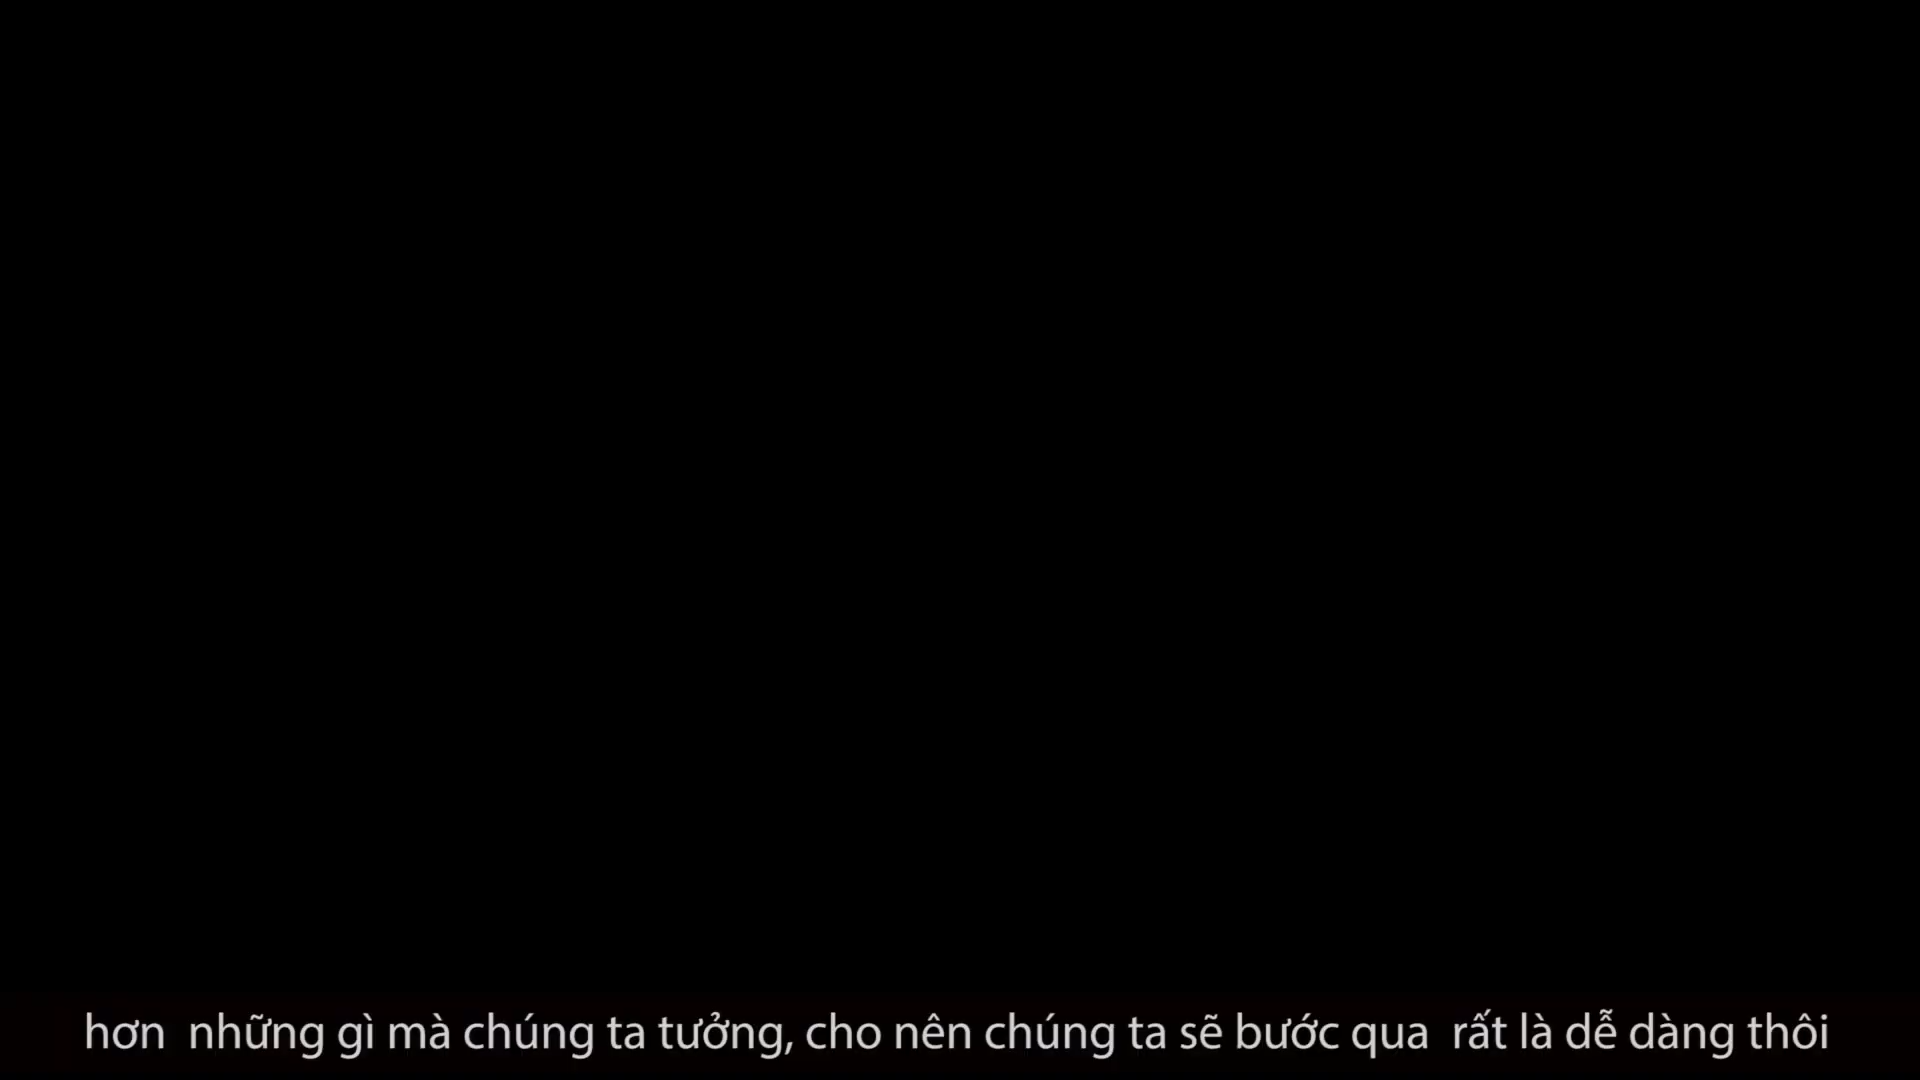 hơn  những gì mà chúng ta tưởng, cho nên chúng ta sẽ bước qua  rất là dễ dàng thôi